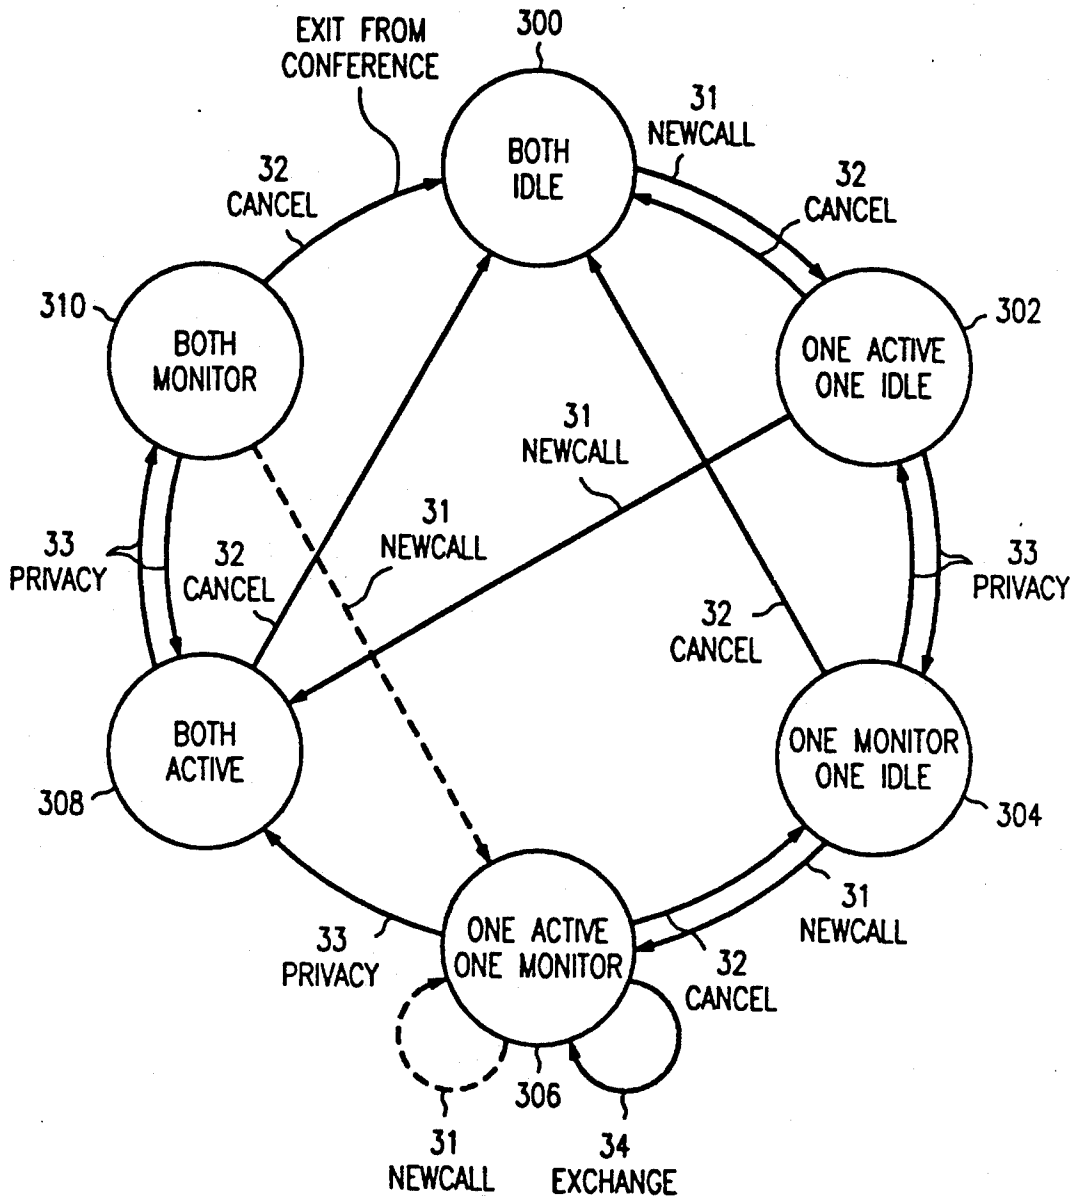 EXIT FROM
CONFERENCE
300
31
NEWCALL
BOTH
IDLE
32
CANCEL
32
CANCEL
310
302
BOTH
MONITOR
ONE ACTIVE
ONE IDLE
31
NEWCALL
31
NEWCALL
33
PRIVACY
32
CANCEL
33
PRIVACY
32
CANCEL
BOTH
ACTIVE
ONE MONITOR
ONE IDLE
308
304
31
NEWCALL
33
PRIVACY
ONE ACTIVE
ONE MONITOR
32
CANCEL
306
31
NEWCALL
34
EXCHANGE